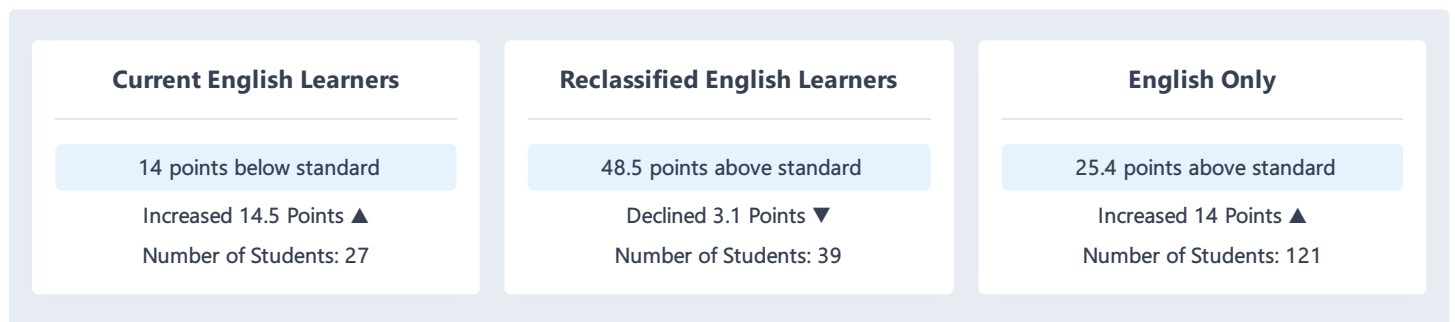 Current English Learners
14 points below standard
Increased 14.5 Points ▲
Number of Students: 27
Reclassified English Learners
48.5 points above standard
Declined 3.1 Points ▼
Number of Students: 39
English Only
25.4 points above standard
Increased 14 Points ▲
Number of Students: 121